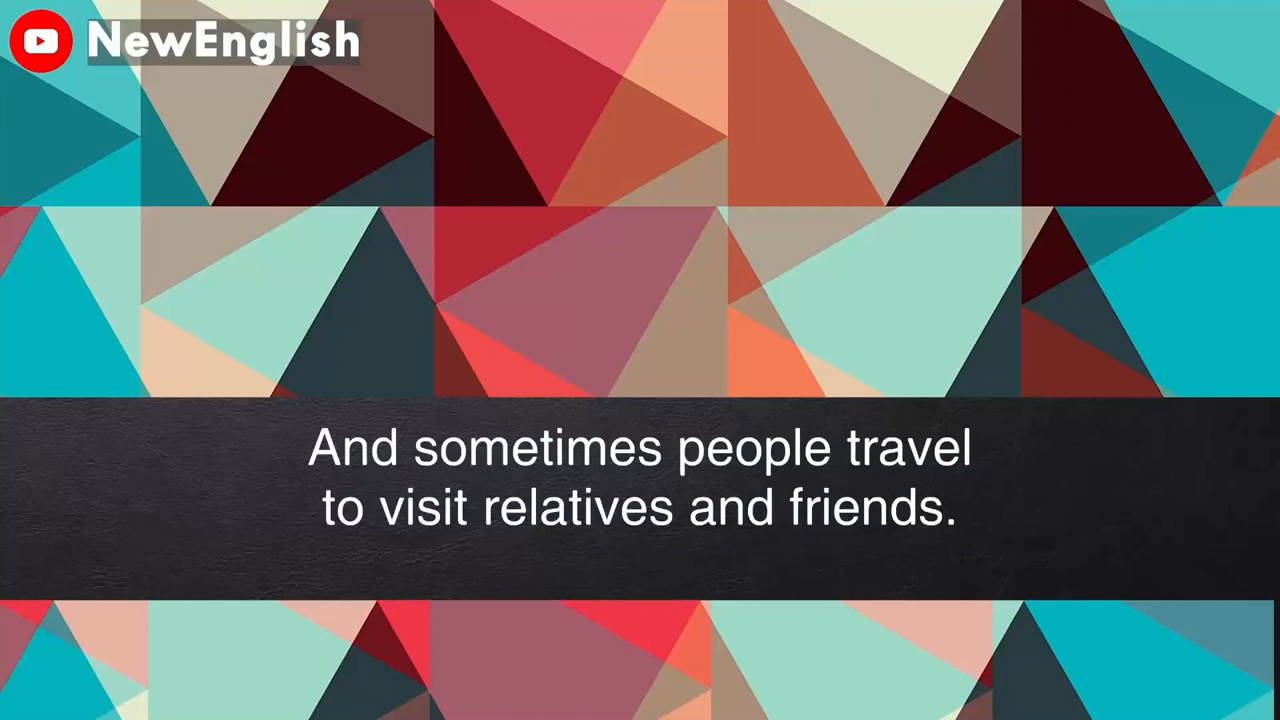 NewEnglish
And sometimes people travel
to visit relatives and friends.